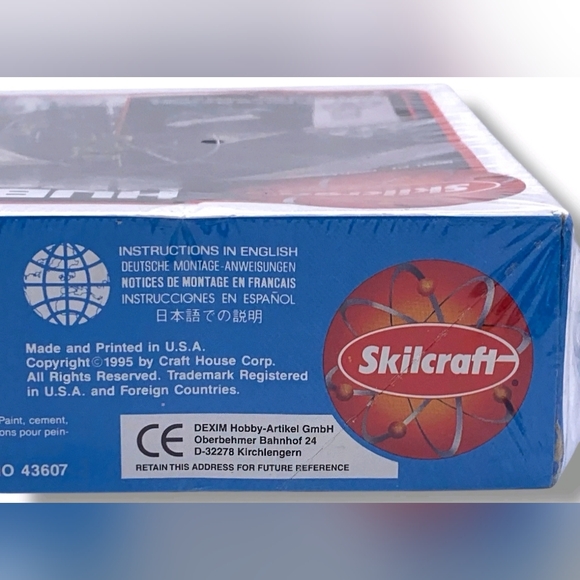 Skilcraft
INSTRUCTIONS IN ENGLISH
DEUTSCHE MONTAGE-ANWEISUNGEN
NOTICES DE MONTAGE EN FRANCAIS
INSTRUCCIONES EN ESPAÑOL
日本語での説明
Made and Printed in U.S.A.
Copyright©1995 by Craft House Corp.
All Rights Reserved. Trademark Registered
in U.S.A. and Foreign Countries.
Skilcraft®
Paint, cement,
ons pour pein-
IO 43607
CE
DEXIM Hobby-Artikel GmbH
Oberbehmer Bahnhof 24
D-32278 Kirchlengern
RETAIN THIS ADDRESS FOR FUTURE REFERENCE